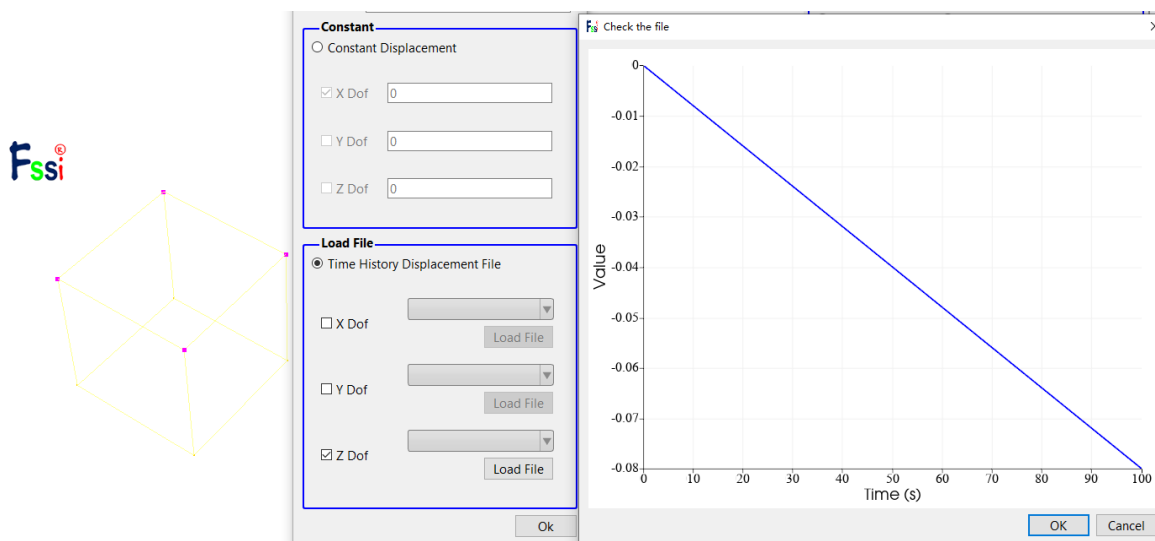 Fssi®
Constant
Constant Displacement
X Dof 0
Y Dof 0
Z Dof 0
Load File
Time History Displacement File
X Dof
Load File
Y Dof
Load File
Z Dof
Load File
Ok
Fssi Check the file
Value
0
-0.01
-0.02
-0.03
-0.04
-0.05
-0.06
-0.07
-0.08
0 10 20 30 40 50 60 70 80 90 100
Time (s)
OK Cancel